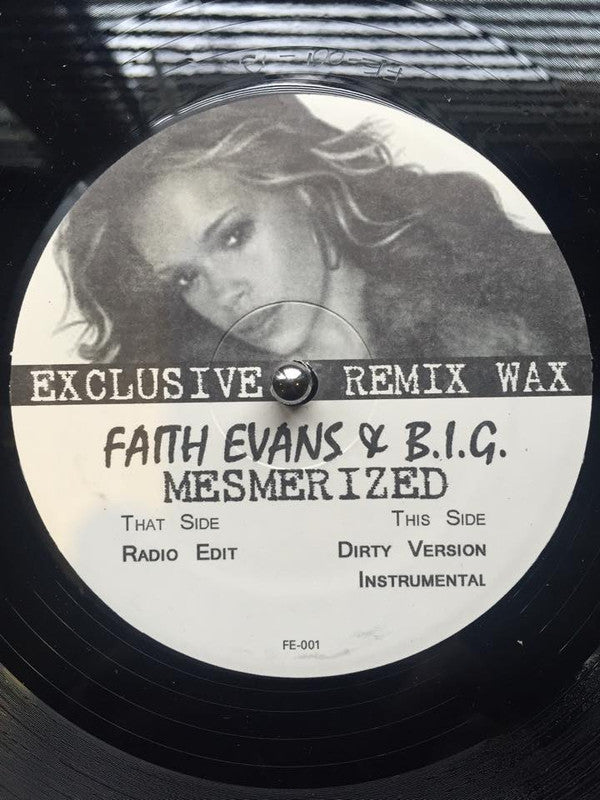 EXCLUSIVE REMIX WAX
FAITH EVANS & B.I.G.
MESMERIZED
That Side This Side
Radio Edit Dirty Version
Instrumental
FE-001